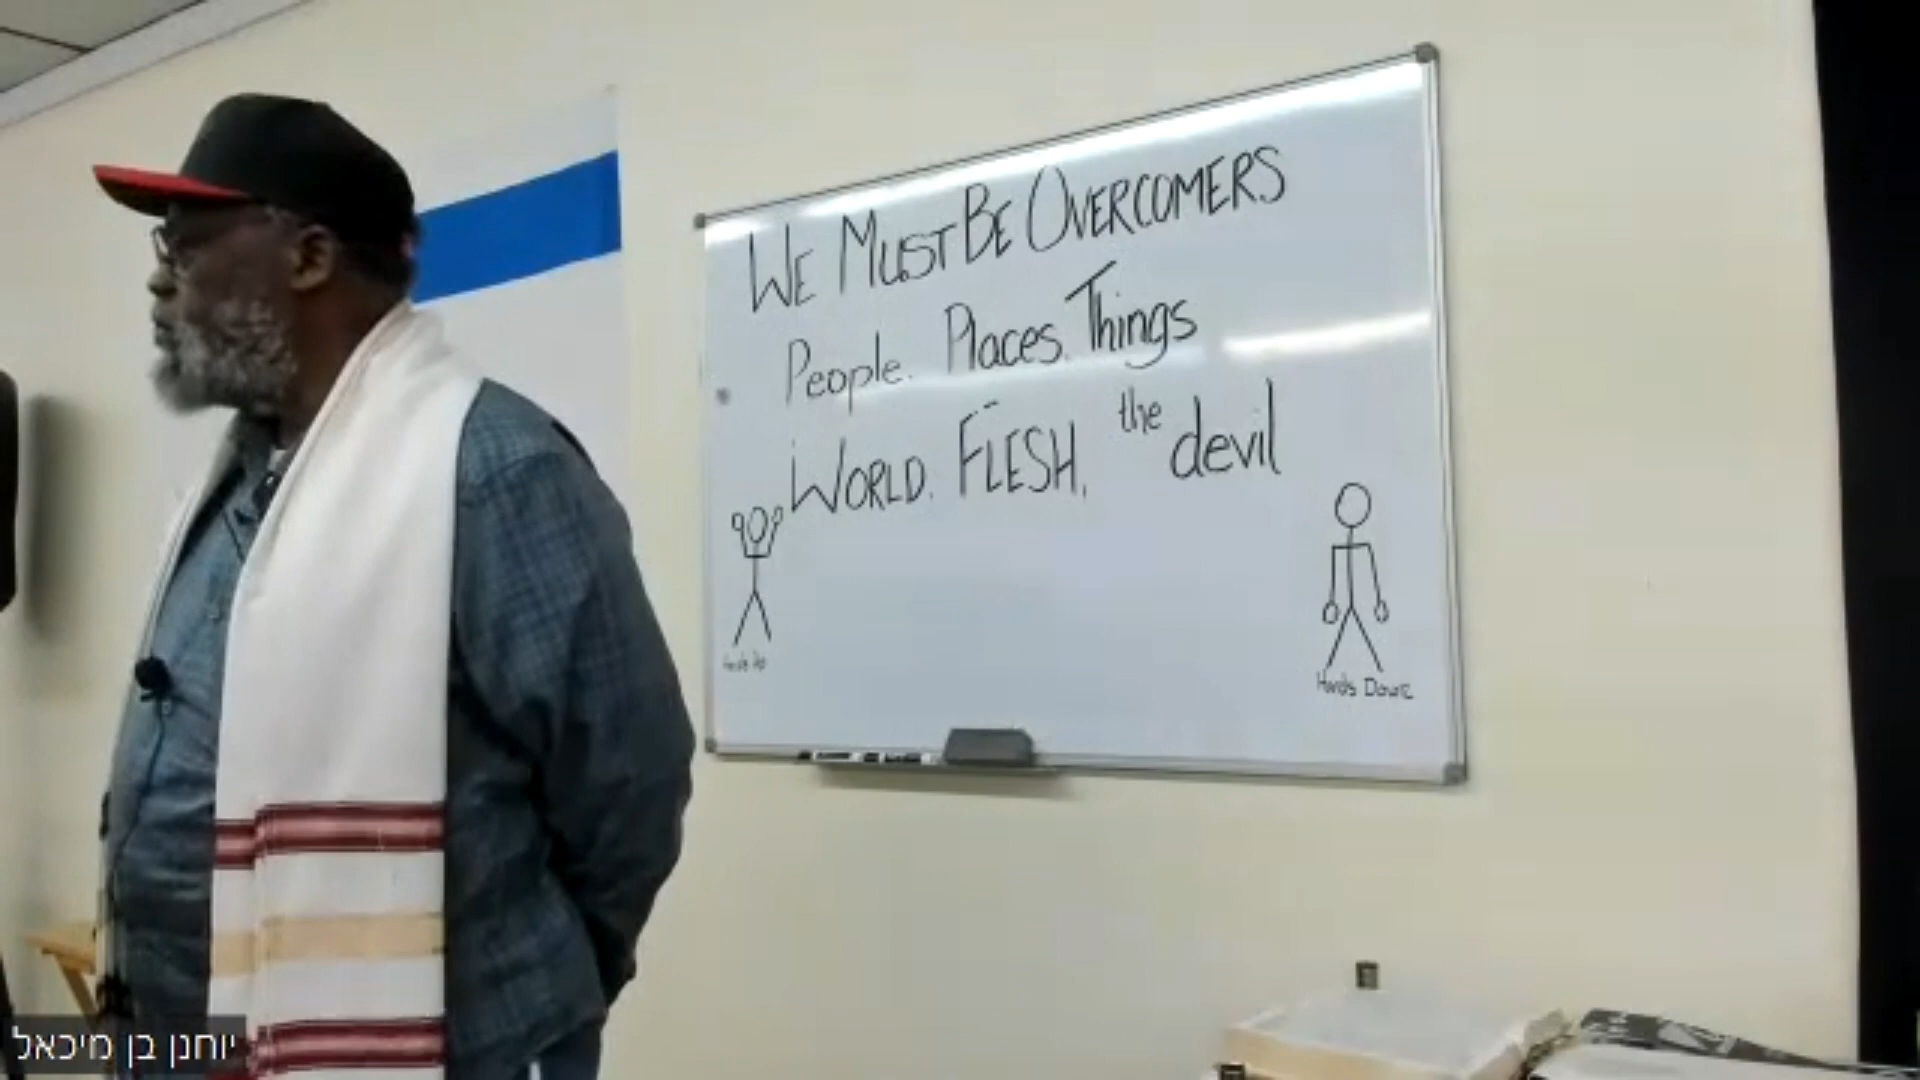 WE MUST BE OVERCOMERS
People. Places. Things
WORLD. FLESH, the devil
Hands Down
יוחנן בן מיכאל